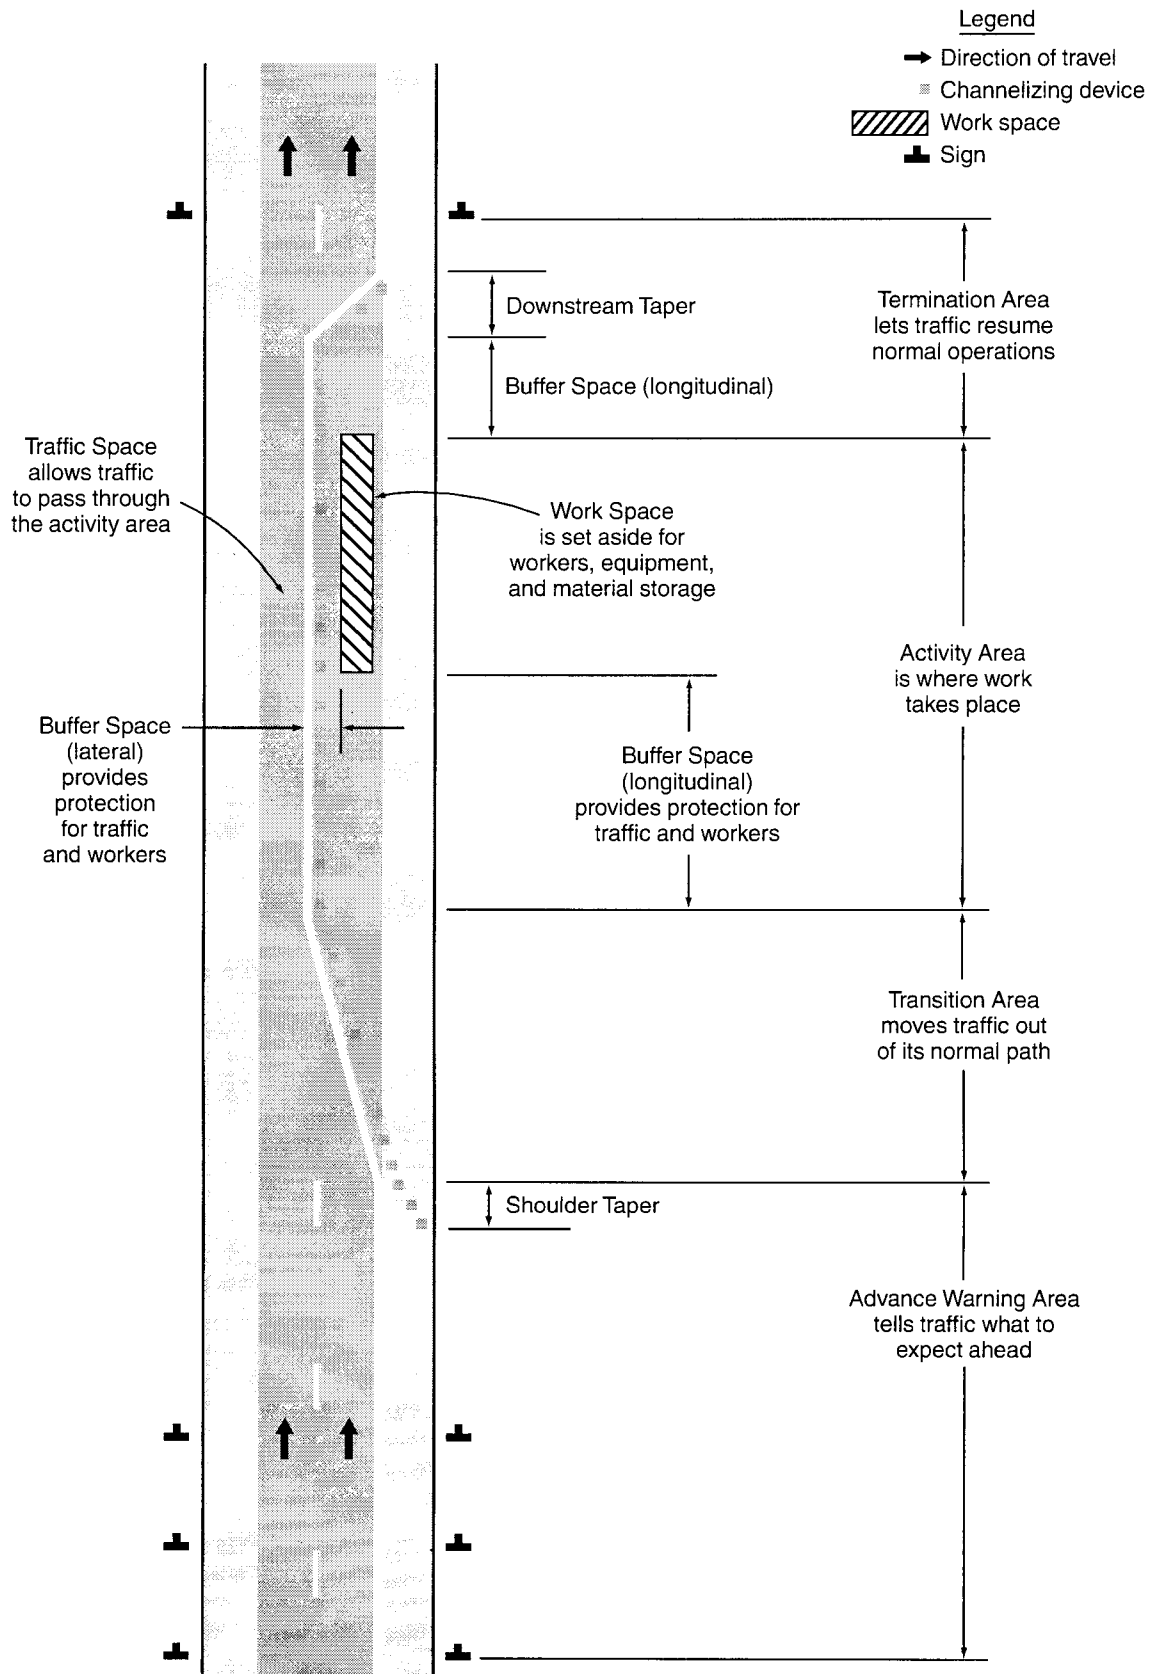 Legend
Direction of travel
Channelizing device
Work space
Sign
Downstream Taper
Termination Area
lets traffic resume
normal operations
Buffer Space (longitudinal)
Traffic Space
allows traffic
to pass through
the activity area
Work Space
is set aside for
workers, equipment,
and material storage
Activity Area
is where work
takes place
Buffer Space
(lateral)
provides
protection
for traffic
and workers
Buffer Space
(longitudinal)
provides protection for
traffic and workers
Transition Area
moves traffic out
of its normal path
Shoulder Taper
Advance Warning Area
tells traffic what to
expect ahead